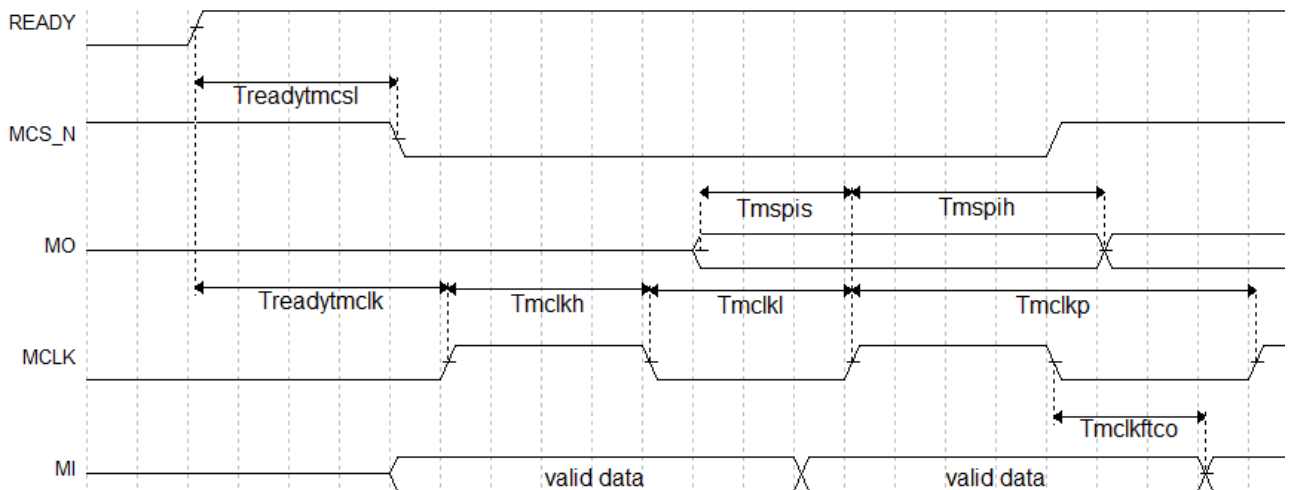 READY
Treadytmcsl
MCS_N
Tmspis Tmspih
MO
Treadytmclk Tmclkh Tmclkl Tmclkp
MCLK
Tmclkftco
MI valid data valid data